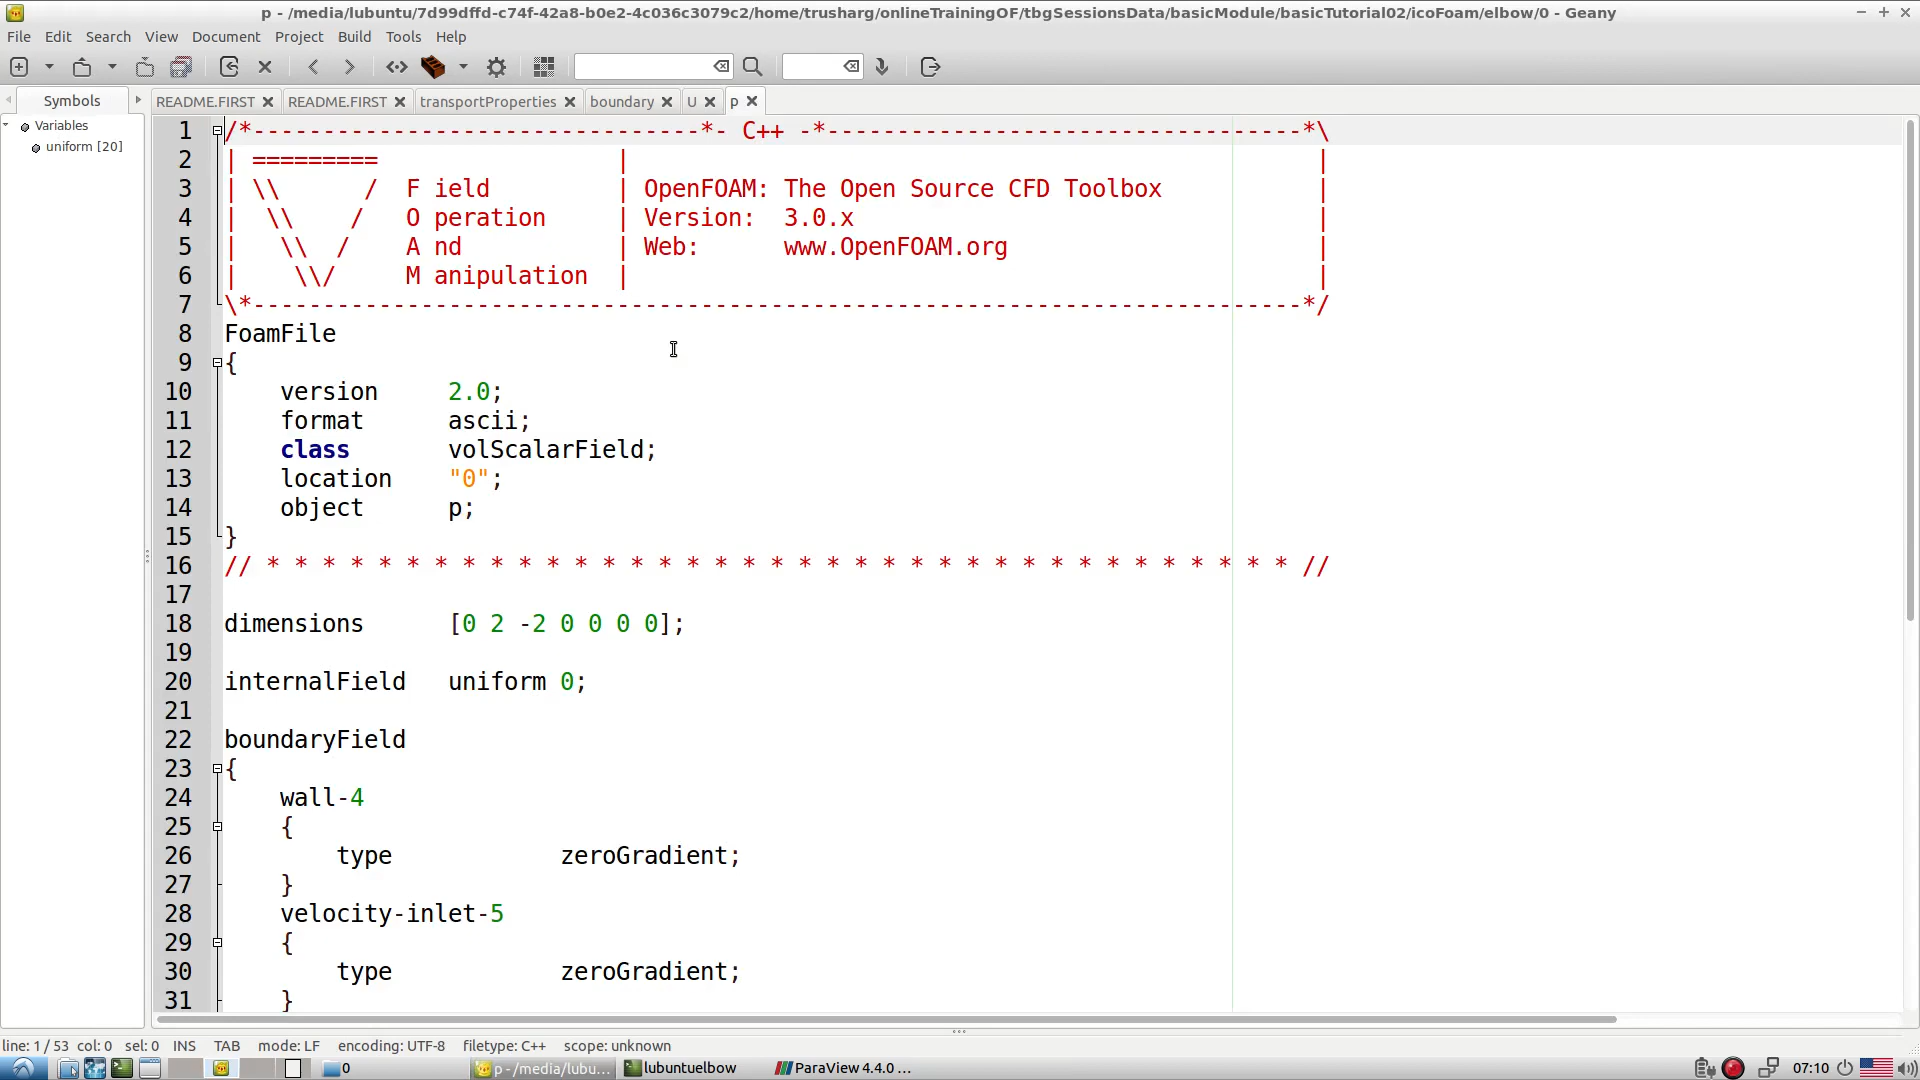 p - /media/lubuntu/7d99dffd-c74f-42a8-b0e2-4c036c3079c2/home/trusharg/onlineTrainingOF/tbgSessionsData/basicModule/basicTutorial02/icoFoam/elbow/0 - Geany
File Edit Search View Document Project Build Tools Help
Symbols README.FIRST README.FIRST transportProperties boundary U p
Variables
uniform [20]
1 /*--------------------------------*- C++ -*----------------------------------*\
2 | =========                 |                                                 |
3 | \\      /  F ield         | OpenFOAM: The Open Source CFD Toolbox           |
4 |  \\    /   O peration     | Version:  3.0.x                                 |
5 |   \\  /    A nd           | Web:      www.OpenFOAM.org                      |
6 |    \\/     M anipulation  |                                                 |
7 \*---------------------------------------------------------------------------*/
8 FoamFile
9 {
10     version     2.0;
11     format      ascii;
12     class       volScalarField;
13     location    "0";
14     object      p;
15 }
16 // * * * * * * * * * * * * * * * * * * * * * * * * * * * * * * * * * * * * * //
17
18 dimensions      [0 2 -2 0 0 0 0];
19
20 internalField   uniform 0;
21
22 boundaryField
23 {
24     wall-4
25     {
26         type            zeroGradient;
27     }
28     velocity-inlet-5
29     {
30         type            zeroGradient;
31     }
line: 1 / 53 col: 0 sel: 0 INS TAB mode: LF encoding: UTF-8 filetype: C++ scope: unknown
0 p - /media/lubu... lubuntuelbow ParaView 4.4.0 ... 07:10